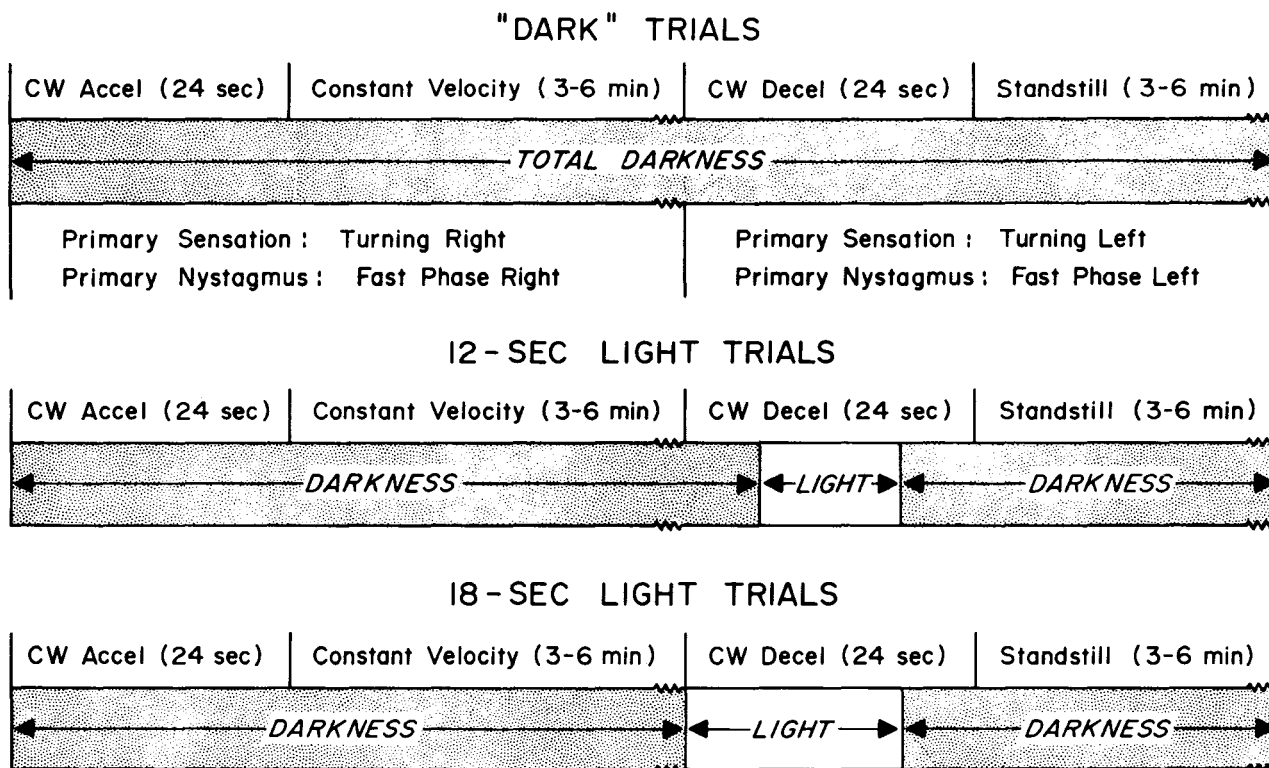 "DARK" TRIALS
CW Accel (24 sec) Constant Velocity (3-6 min) CW Decel (24 sec) Standstill (3-6 min)
TOTAL DARKNESS
Primary Sensation: Turning Right Primary Sensation: Turning Left
Primary Nystagmus: Fast Phase Right Primary Nystagmus: Fast Phase Left
12-SEC LIGHT TRIALS
CW Accel (24 sec) Constant Velocity (3-6 min) CW Decel (24 sec) Standstill (3-6 min)
DARKNESS LIGHT DARKNESS
18-SEC LIGHT TRIALS
CW Accel (24 sec) Constant Velocity (3-6 min) CW Decel (24 sec) Standstill (3-6 min)
DARKNESS LIGHT DARKNESS